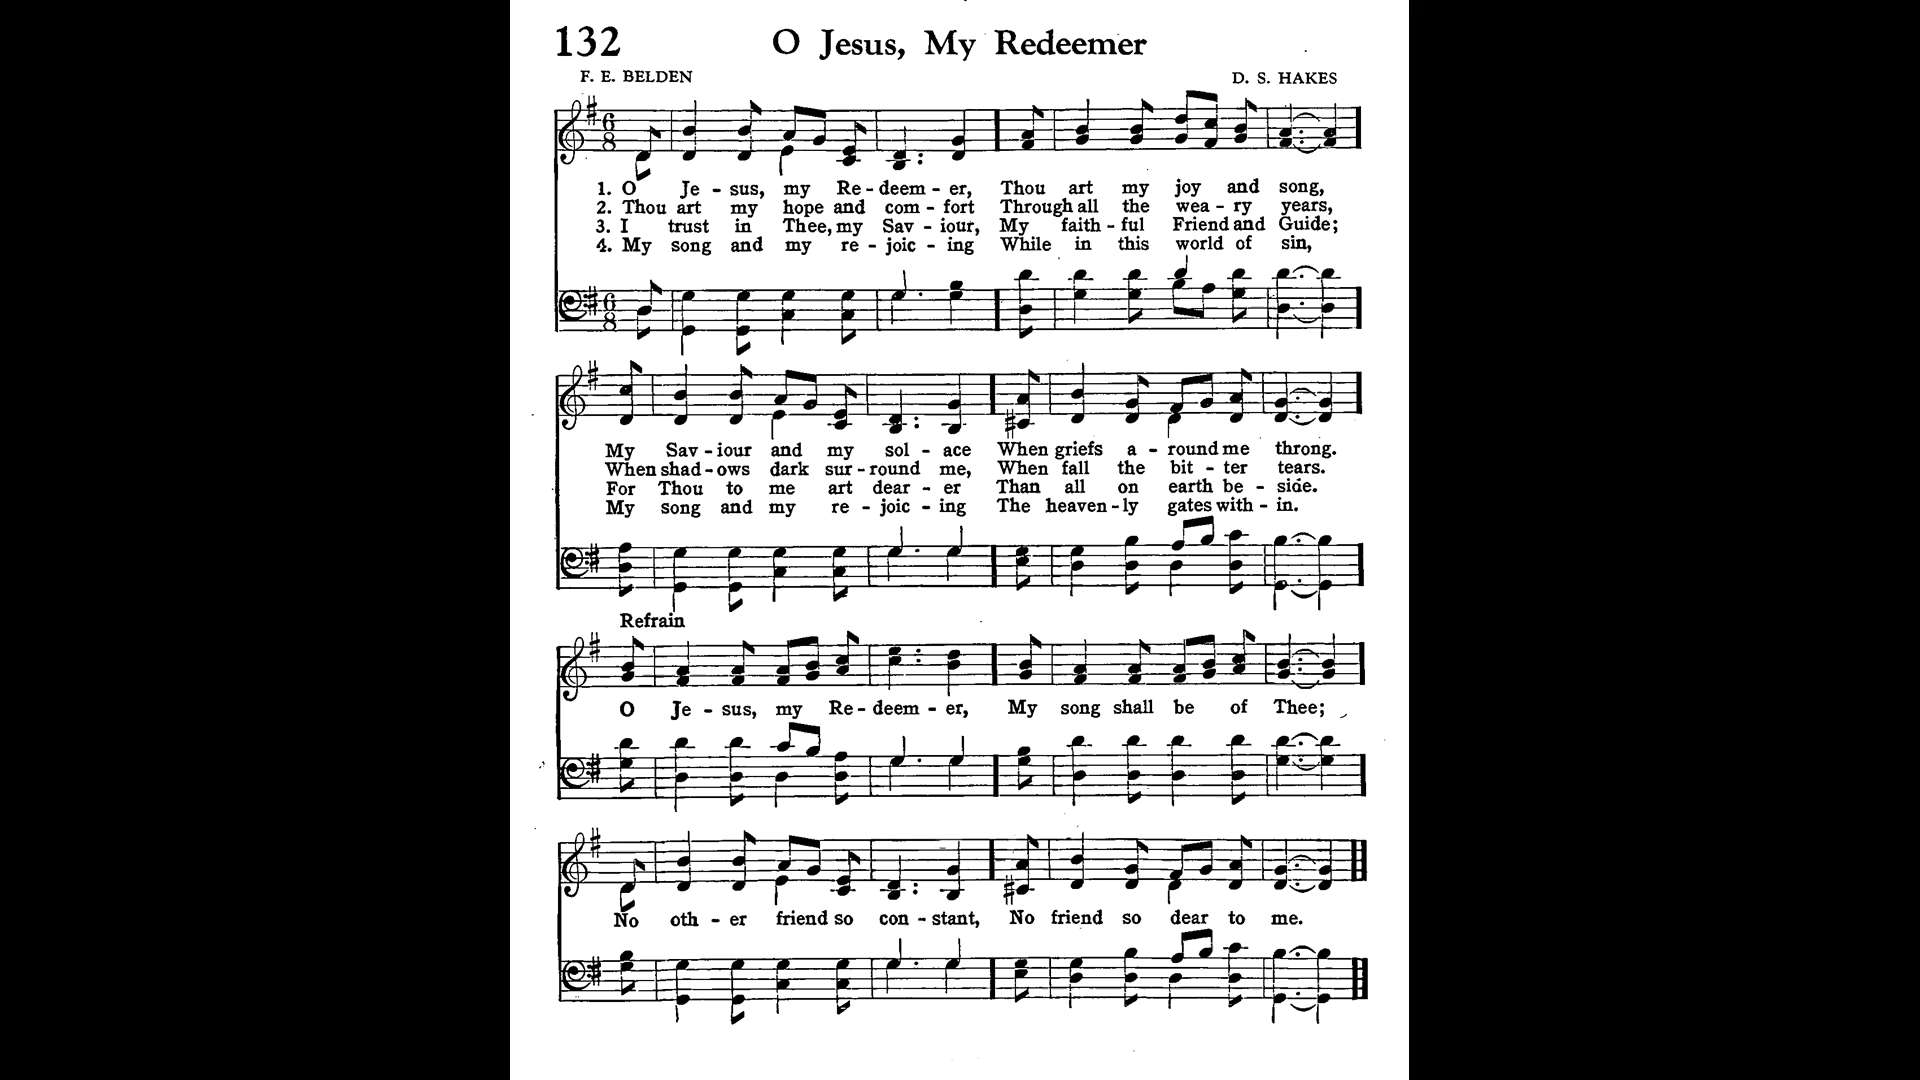 132 O Jesus, My Redeemer
F. E. BELDEN D. S. HAKES
1. O Je - sus, my Re - deem - er, Thou art my joy and song,
2. Thou art my hope and com - fort Through all the wea - ry years,
3. I trust in Thee, my Sav - iour, My faith - ful Friend and Guide;
4. My song and my re - joic - ing While in this world of sin,
My Sav - iour and my sol - ace When griefs a - round me throng.
When shad - ows dark sur - round me, When fall the bit - ter tears.
For Thou to me art dear - er Than all on earth be - side.
My song and my re - joic - ing The heaven - ly gates with - in.
Refrain
O Je - sus, my Re - deem - er, My song shall be of Thee;
No oth - er friend so con - stant, No friend so dear to me.